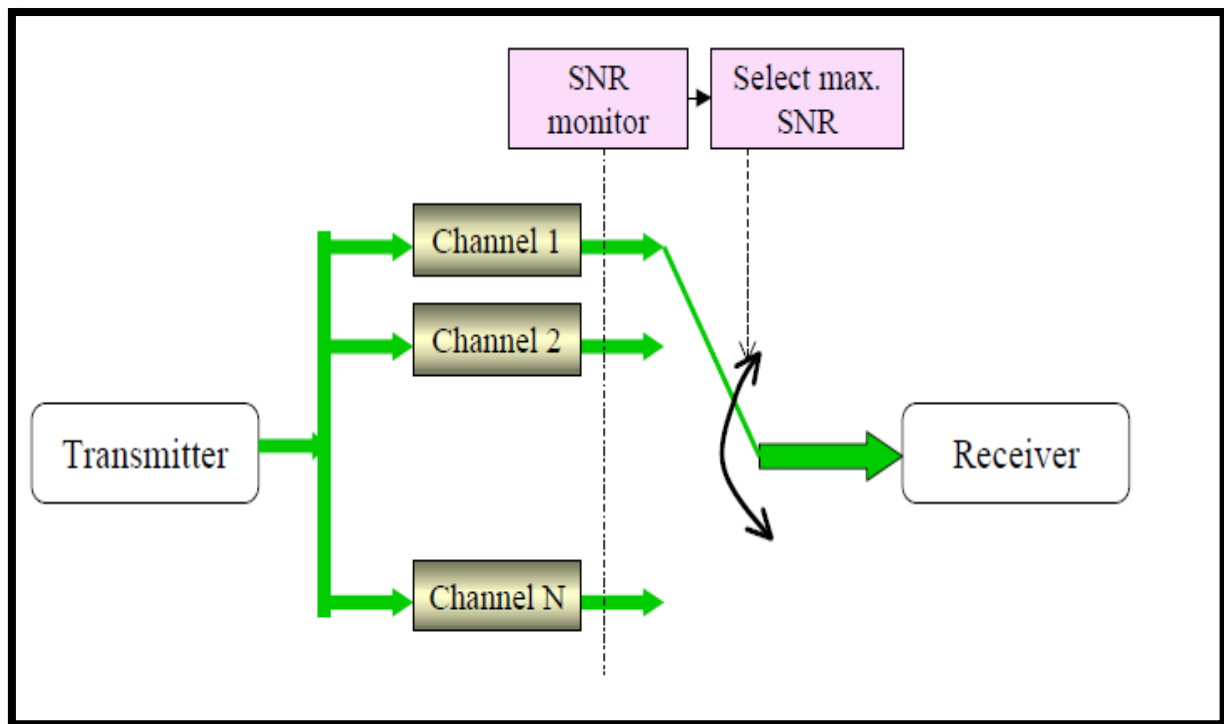 SNR
monitor
Select max.
SNR
Channel 1
Channel 2
Transmitter
Receiver
Channel N